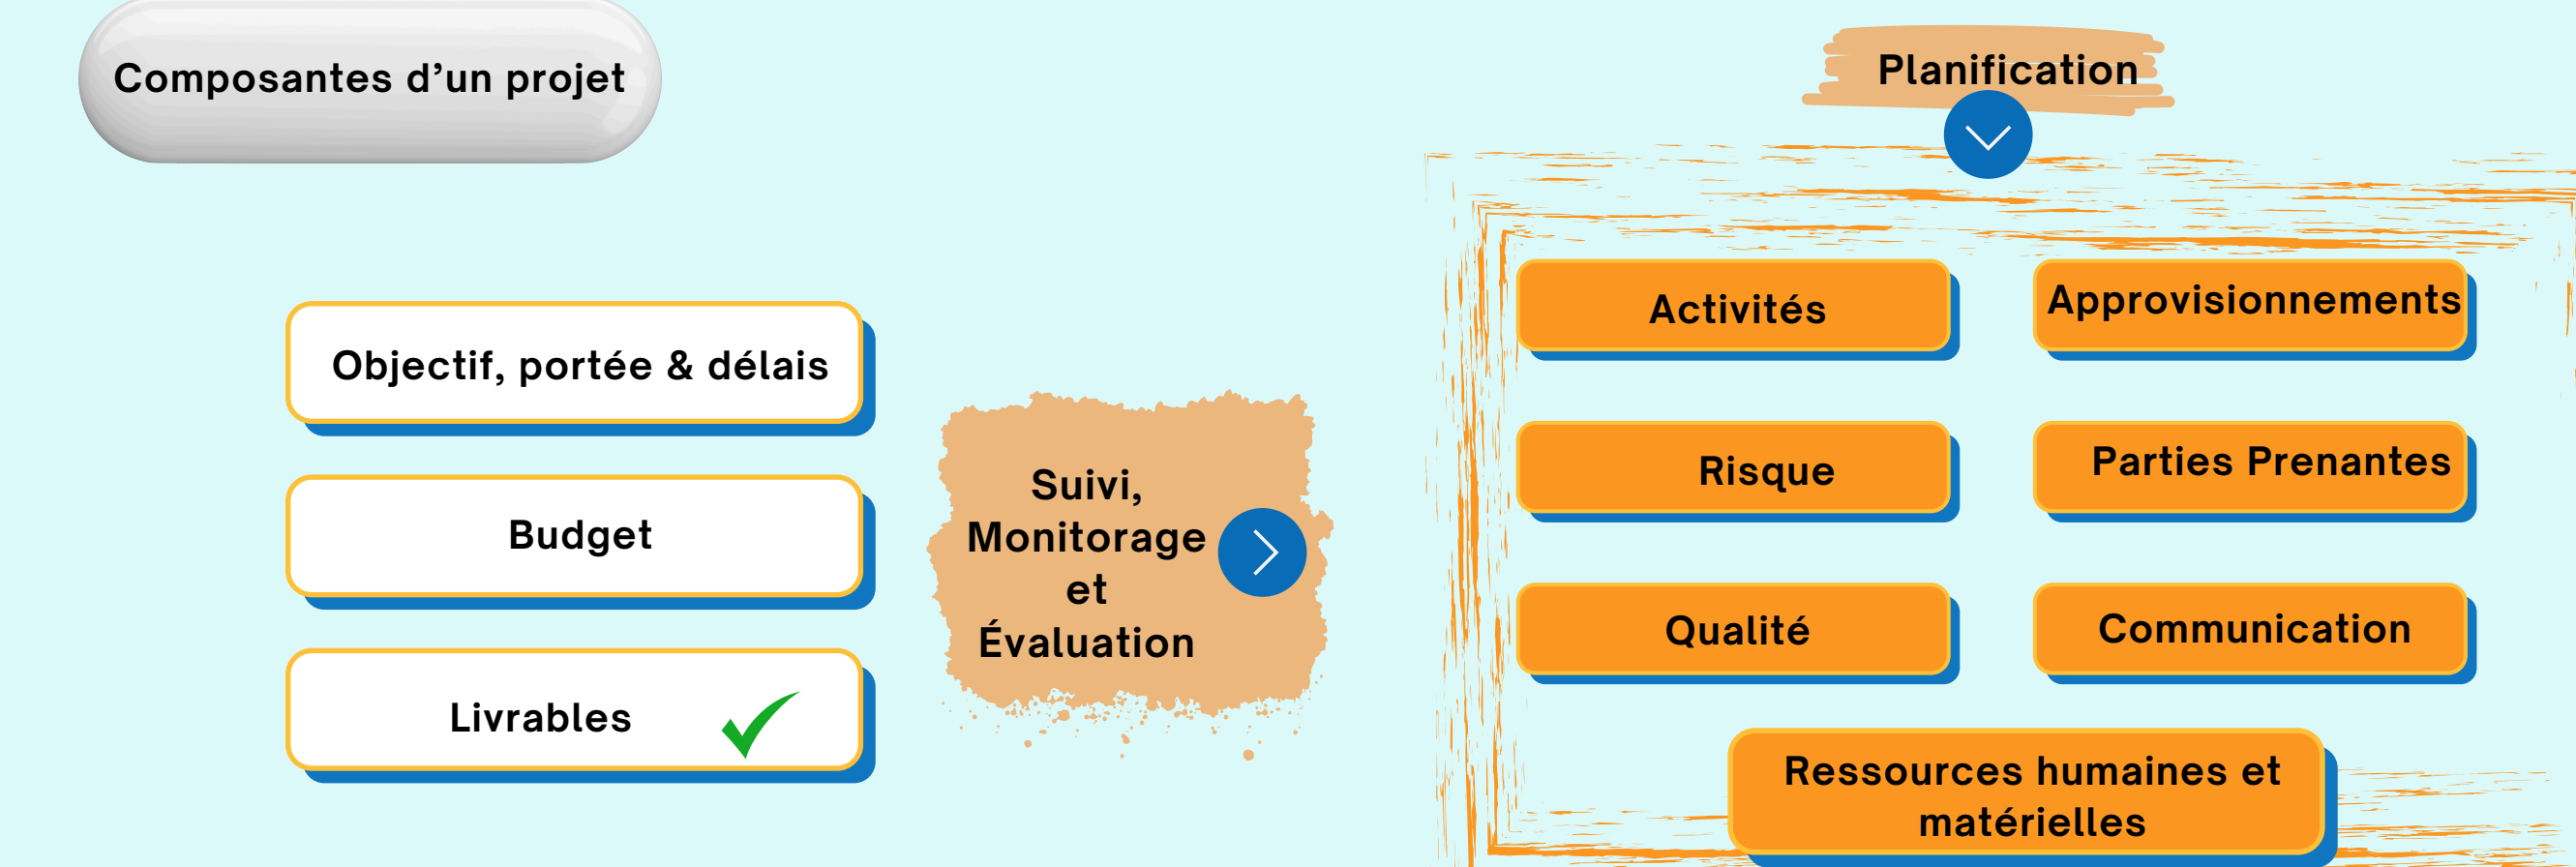 Composantes d’un projet
Objectif, portée & délais
Budget
Livrables
Suivi,
Monitorage
et
Évaluation
Planification
Activités
Approvisionnements
Risque
Parties Prenantes
Qualité
Communication
Ressources humaines et
matérielles